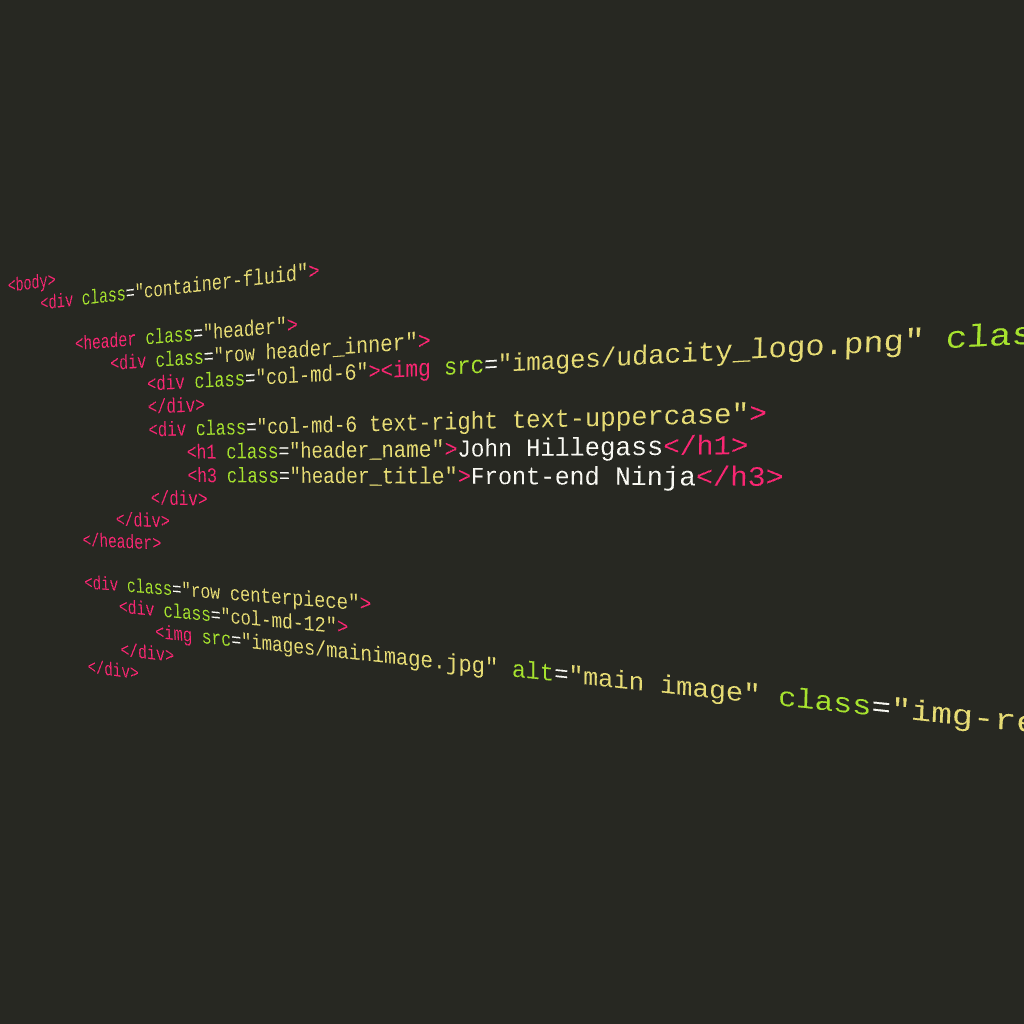 <body>
<div class="container-fluid">
<header class="header">
<div class="row header_inner">
<div class="col-md-6"><img src="images/udacity_logo.png"
</div>
<div class="col-md-6 text-right text-uppercase">
<h1 class="header_name">John Hillegass</h1>
<h3 class="header_title">Front-end Ninja</h3>
</div>
</div>
</header>
<div class="row centerpiece">
<div class="col-md-12">
<img src="images/mainimage.jpg" alt="main image" class="img-re
</div>
</div>